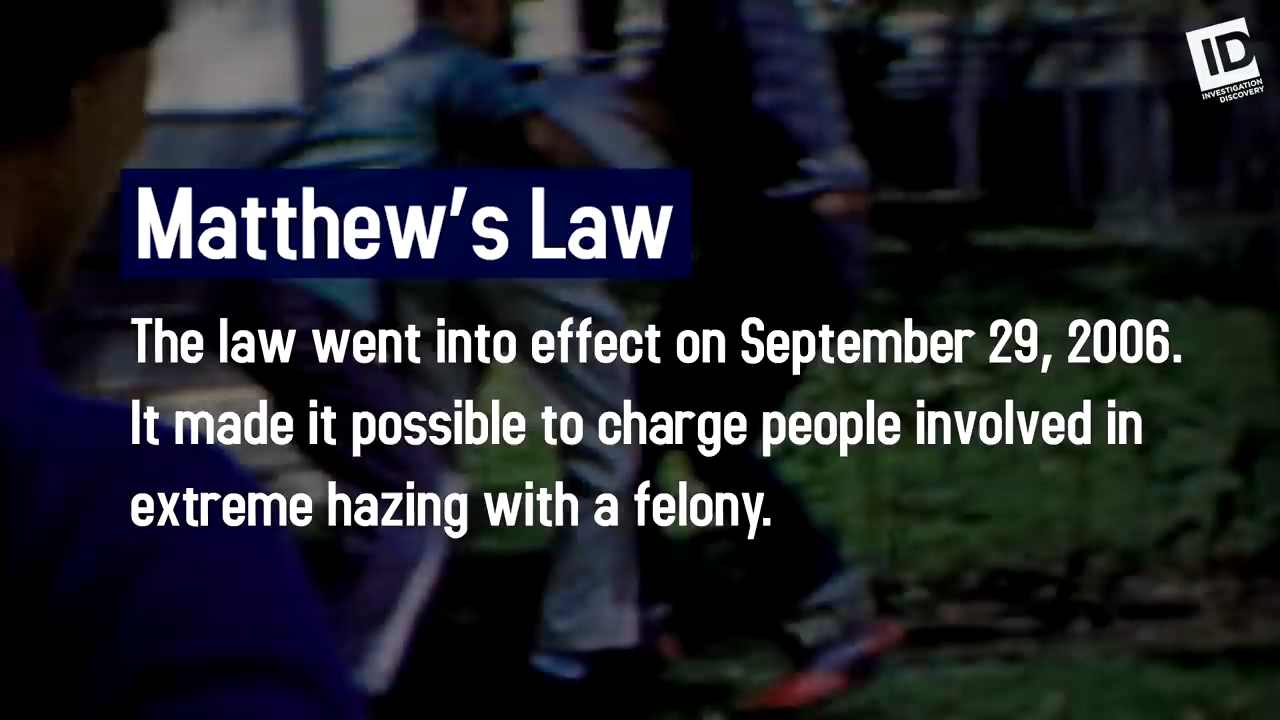 ID
INVESTIGATION
DISCOVERY
Matthew's Law
The law went into effect on September 29, 2006.
It made it possible to charge people involved in
extreme hazing with a felony.